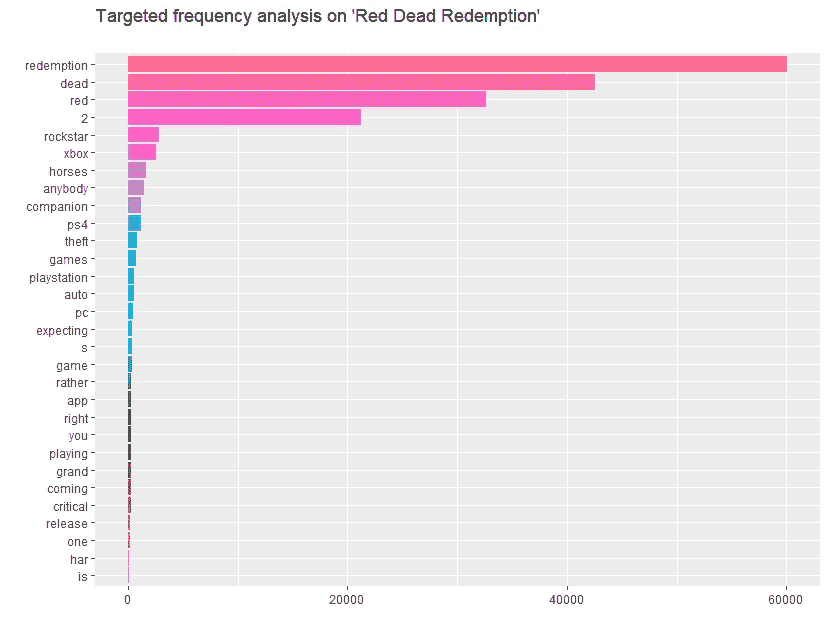 Targeted frequency analysis on 'Red Dead Redemption'
redemption
dead
red
2
rockstar
xbox
horses
anybody
companion
ps4
theft
games
playstation
auto
pc
expecting
s
game
rather
app
right
you
playing
grand
coming
critical
release
one
har
is
0 20000 40000 60000